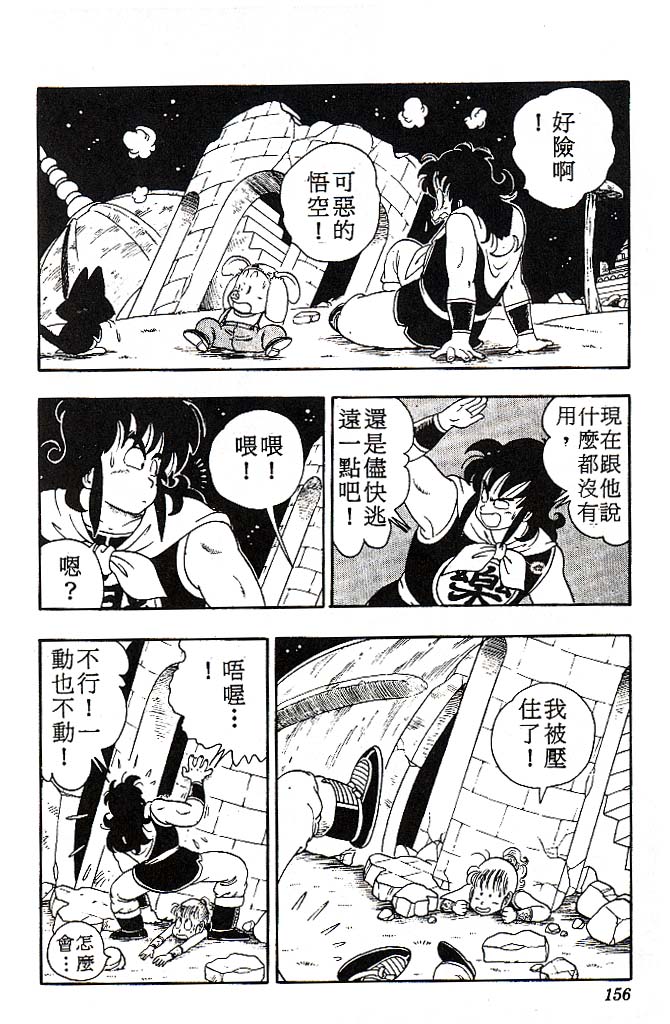 好險啊
！
可惡的
悟空！
現在跟他說
什麼都沒有
用，
還是儘快逃
遠一點吧！
樂
喂！
喂！
嗯？
我被壓
住了！
唔喔…
！
不行！一
動也不動！
怎麼
會…
156